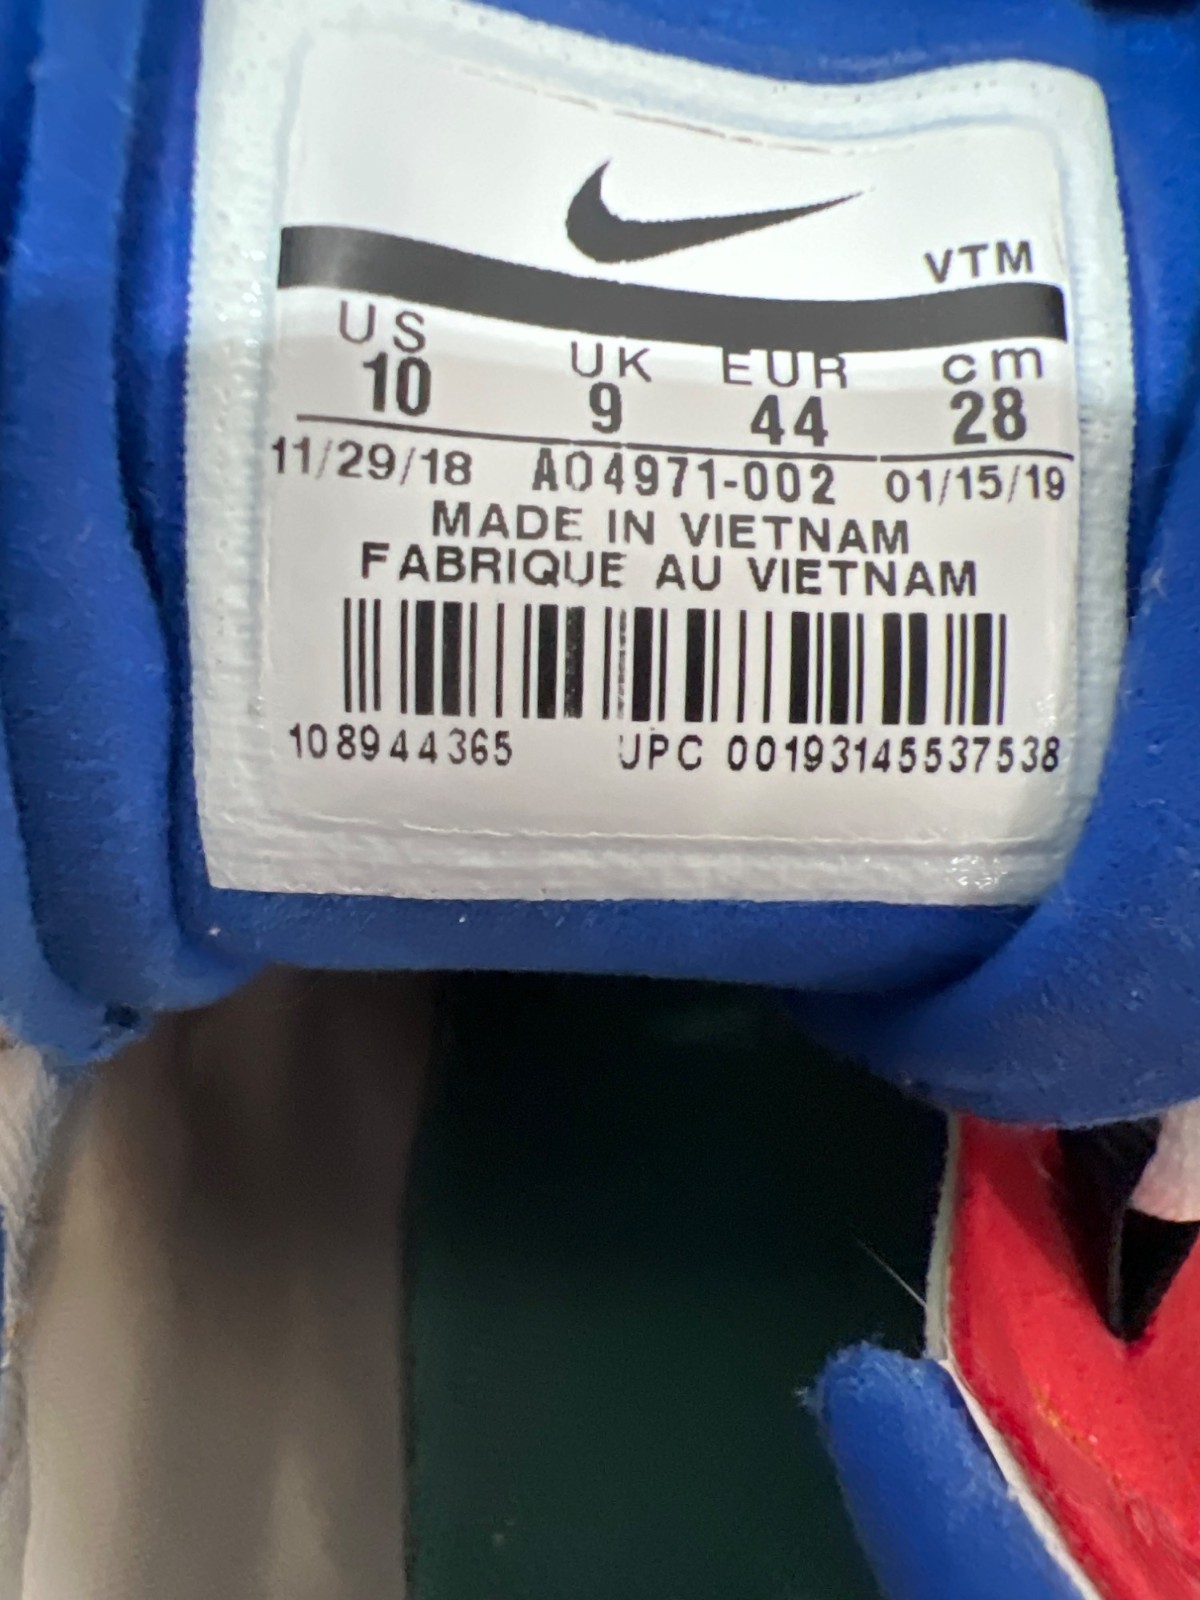 VTM
US UK EUR cm
10 9 44 28
11/29/18 AO4971-002 01/15/19
MADE IN VIETNAM
FABRIQUE AU VIETNAM
108944365 UPC 00193145537538